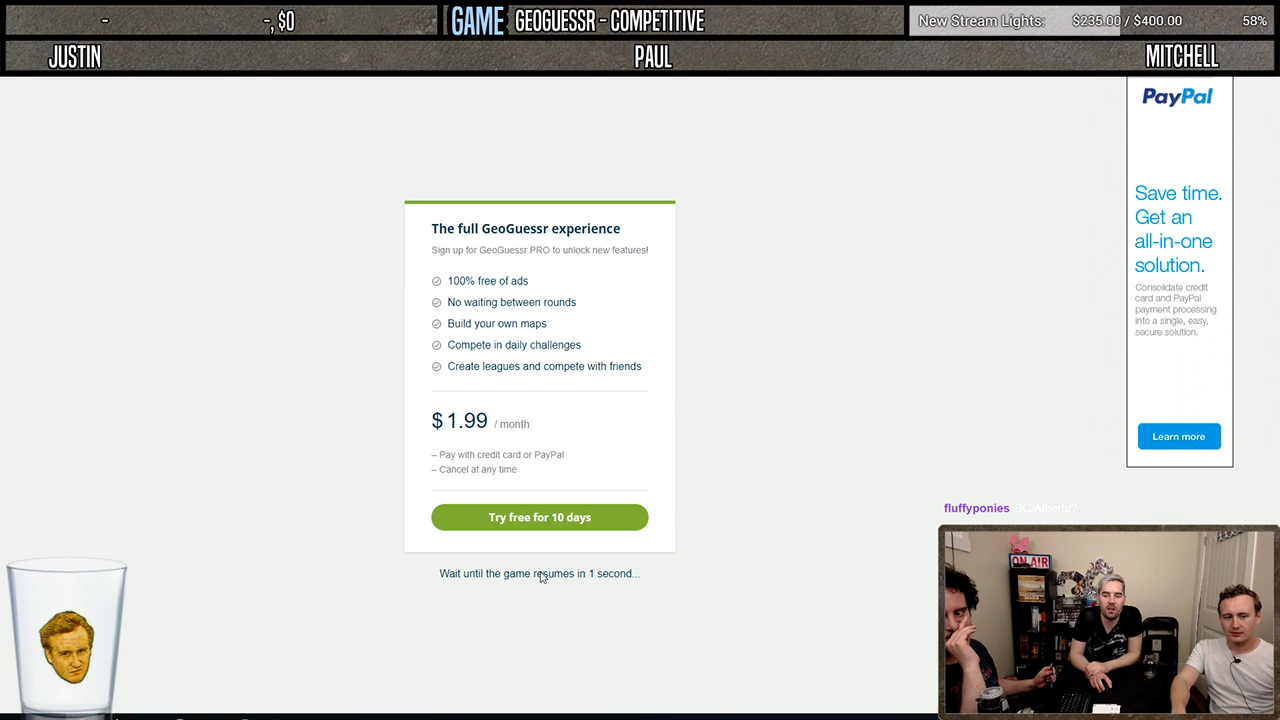 -
-, $0
GAME GEOGUESSR - COMPETITIVE
New Stream Lights: $235.00 / $400.00 58%
JUSTIN
PAUL
MITCHELL
PayPal
Save time.
Get an
all-in-one
solution.
Consolidate credit
card and PayPal
payment processing
into a single, easy,
secure solution.
Learn more
The full GeoGuessr experience
Sign up for GeoGuessr PRO to unlock new features!
100% free of ads
No waiting between rounds
Build your own maps
Compete in daily challenges
Create leagues and compete with friends
$ 1.99 / month
– Pay with credit card or PayPal
– Cancel at any time
Try free for 10 days
Wait until the game resumes in 1 second...
fluffyponies BC/Alberta?
ON AIR